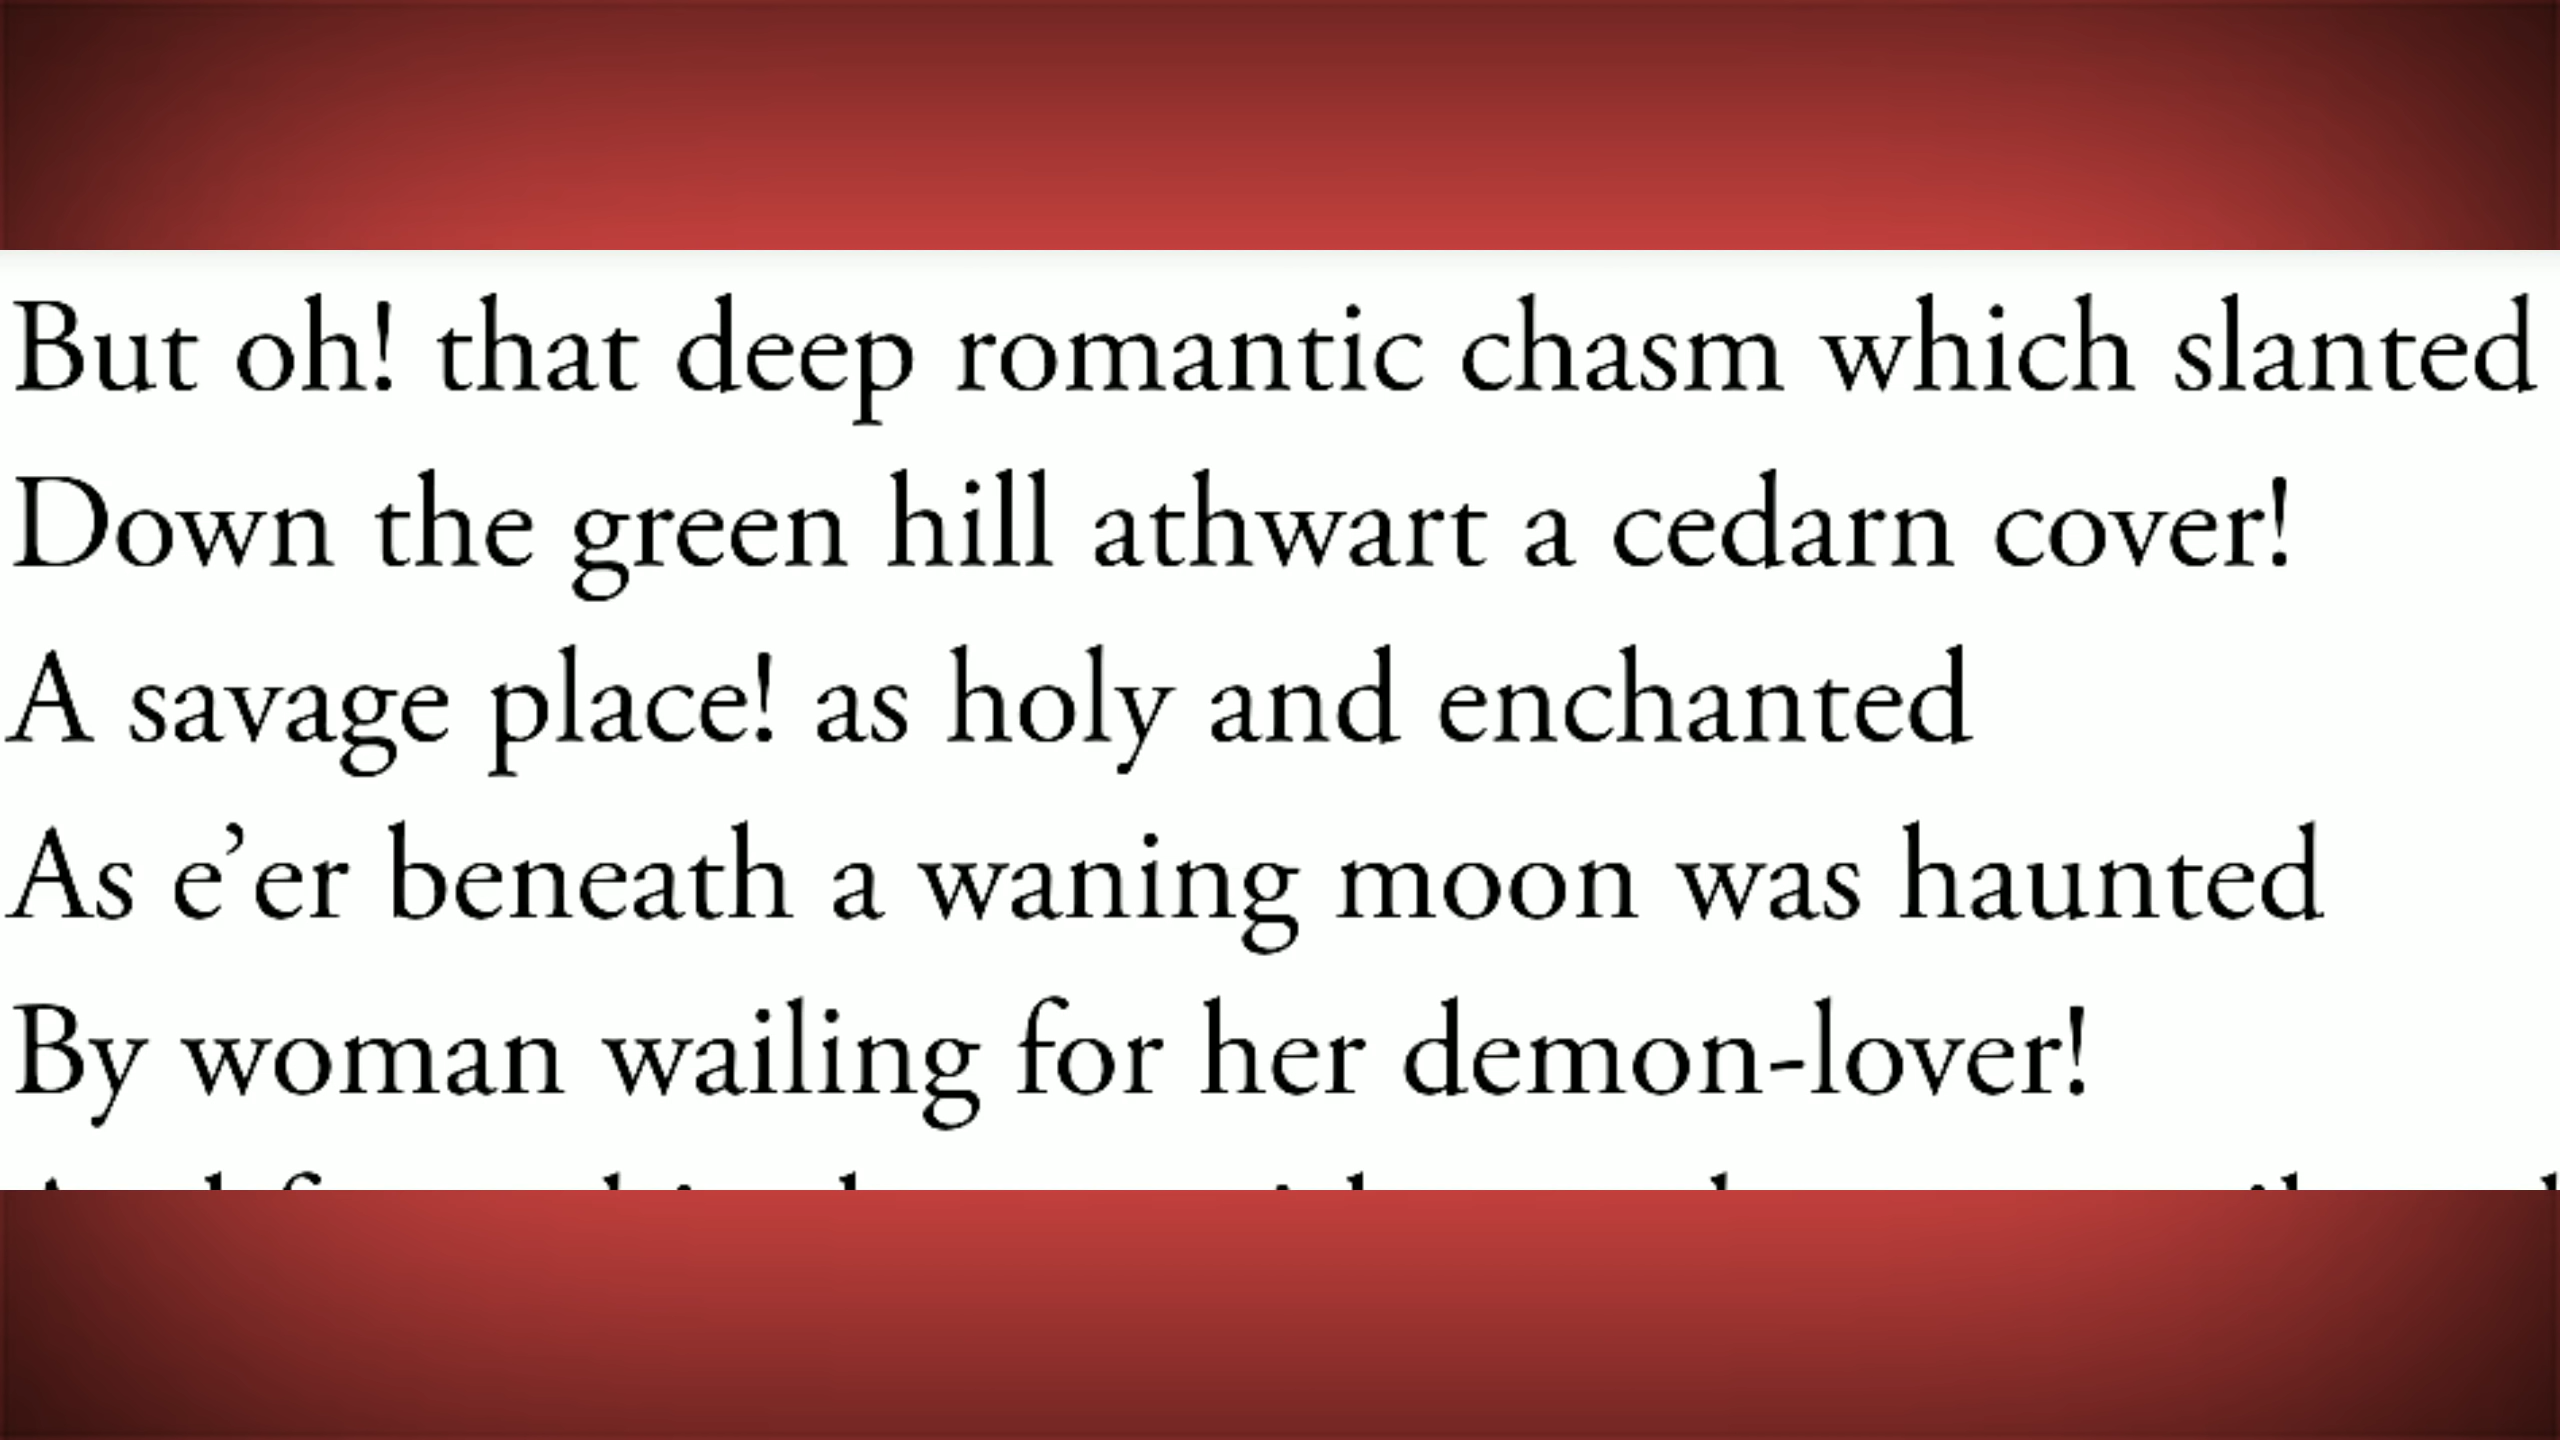 But oh! that deep romantic chasm which slanted
Down the green hill athwart a cedarn cover!
A savage place! as holy and enchanted
As e’er beneath a waning moon was haunted
By woman wailing for her demon-lover!